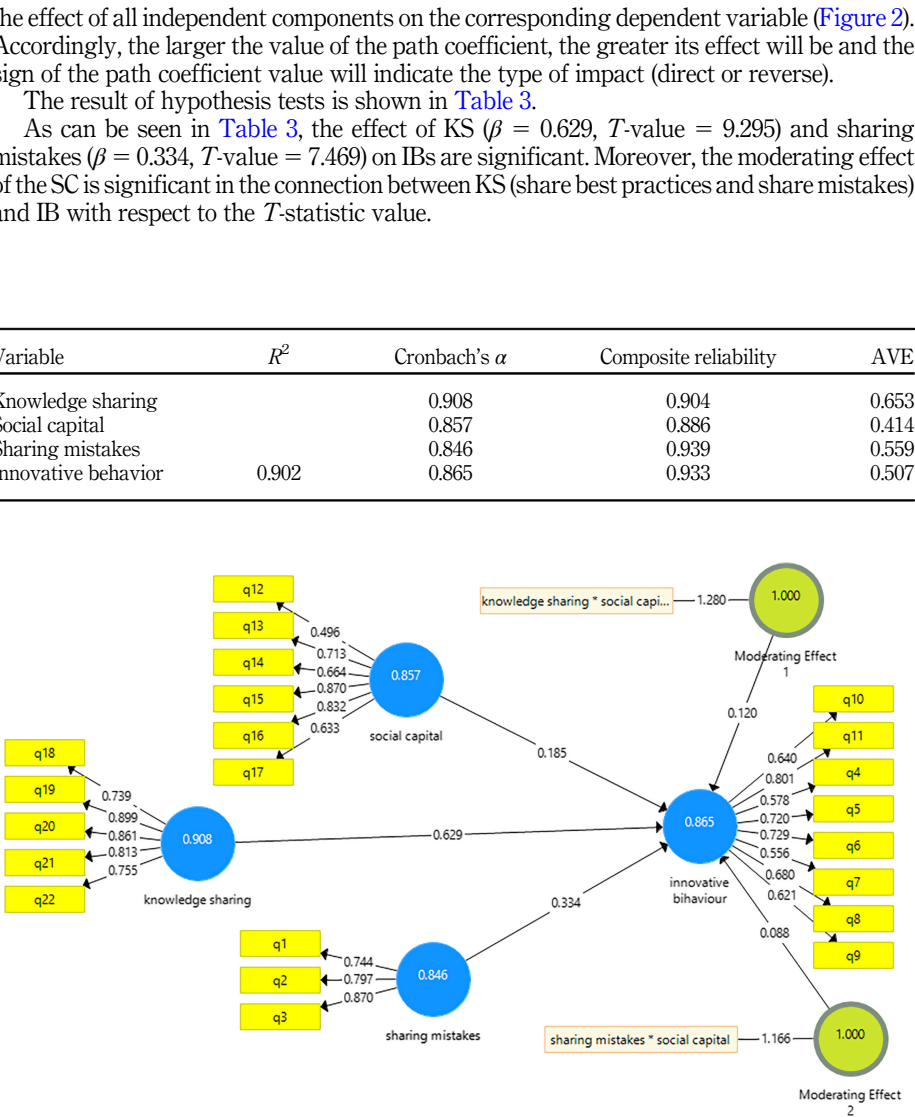 the effect of all independent components on the corresponding dependent variable (Figure 2).
Accordingly, the larger the value of the path coefficient, the greater its effect will be and the
sign of the path coefficient value will indicate the type of impact (direct or reverse).
The result of hypothesis tests is shown in Table 3.
As can be seen in Table 3, the effect of KS (β = 0.629, T-value = 9.295) and sharing
mistakes (β = 0.334, T-value = 7.469) on IBs are significant. Moreover, the moderating effect
of the SC is significant in the connection between KS (share best practices and share mistakes)
and IB with respect to the T-statistic value.
Variable R² Cronbach's α Composite reliability AVE
Knowledge sharing 0.908 0.904 0.653
Social capital 0.857 0.886 0.414
Sharing mistakes 0.846 0.939 0.559
Innovative behavior 0.902 0.865 0.933 0.507
q12
q13
q14
q15
q16
q17
0.496
0.713
0.664
0.870
0.832
0.633
0.857
social capital
knowledge sharing * social capi...
1.280
1.000
Moderating Effect
1
0.120
0.185
q18
q19
q20
q21
q22
0.739
0.899
0.861
0.813
0.755
0.908
knowledge sharing
0.629
0.865
innovative
bihaviour
q10
q11
q4
q5
q6
q7
q8
q9
0.640
0.801
0.578
0.720
0.729
0.556
0.680
0.621
0.088
0.334
q1
q2
q3
0.744
0.797
0.870
0.846
sharing mistakes
sharing mistakes * social capital
1.166
1.000
Moderating Effect
2